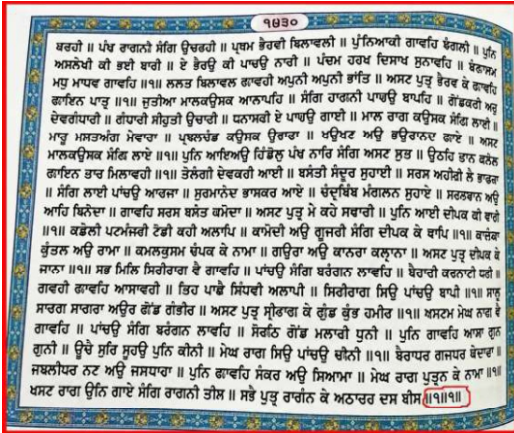 ੧੪੩੦
ਬਰਹੀ ॥ ਪੰਖ ਰਾਗਨੀ ਸੰਗਿ ਉਚਰਹੀ ॥ ਪ੍ਰਥਮ ਭੈਰਵੀ ਬਿਲਾਵਲੀ ॥ ਪੁੰਨਿਆਕੀ ਗਾਵਹਿ ਬੰਗਲੀ ॥ ਪੁਨਿ
ਅਸਲੇਖੀ ਕੀ ਭਈ ਬਾਰੀ ॥ ਏ ਭੈਰਉ ਕੀ ਪਾਚਉ ਨਾਰੀ ॥ ਪੰਚਮ ਹਰਖ ਦਿਸਾਖ ਸੁਨਾਵਹਿ ॥ ਬੰਗਾਲਮ
ਮਧੁ ਮਾਧਵ ਗਾਵਹਿ ॥੧॥ ਲਲਤ ਬਿਲਾਵਲ ਗਾਵਹੀ ਅਪੁਨੀ ਅਪੁਨੀ ਭਾਂਤਿ ॥ ਅਸਟ ਪੁਤ੍ਰ ਭੈਰਵ ਕੇ ਗਾਵਹਿ
ਗਾਇਨ ਪਾਤ੍ਰ ॥੧॥ ਦੁਤੀਆ ਮਾਲਕਉਸਕ ਆਲਾਪਹਿ ॥ ਸੰਗਿ ਰਾਗਨੀ ਪਾਚਉ ਥਾਪਹਿ ॥ ਗੋਂਡਕਰੀ ਅਰੁ
ਦੇਵਗੰਧਾਰੀ ॥ ਗੰਧਾਰੀ ਸੀਹੁਤੀ ਉਚਾਰੀ ॥ ਧਨਾਸਰੀ ਏ ਪਾਚਉ ਗਾਈ ॥ ਮਾਲ ਰਾਗ ਕਉਸਕ ਸੰਗਿ ਲਾਈ ॥
ਮਾਰੂ ਮਸਤਅੰਗ ਮੇਵਾਰਾ ॥ ਪ੍ਰਬਲਚੰਡ ਕਉਸਕ ਉਭਾਰਾ ॥ ਖਉਖਟ ਅਉ ਭਉਰਾਨਦ ਗਾਏ ॥ ਅਸਟ
ਮਾਲਕਉਸਕ ਸੰਗਿ ਲਾਏ ॥੧॥ ਪੁਨਿ ਆਇਅਉ ਹਿੰਡੋਲੁ ਪੰਖ ਨਾਰਿ ਸੰਗਿ ਅਸਟ ਸੁਤ ॥ ਉਠਹਿ ਤਾਨ ਕਲੋਲ
ਗਾਇਨ ਤਾਰ ਮਿਲਾਵਹੀ ॥੧॥ ਤੇਲੰਗੀ ਦੇਵਕਰੀ ਆਈ ॥ ਬਸੰਤੀ ਸੰਦੂਰ ਸੁਹਾਈ ॥ ਸਰਸ ਅਹੀਰੀ ਲੈ ਭਾਰਜਾ
॥ ਸੰਗਿ ਲਾਈ ਪਾਂਚਉ ਆਰਜਾ ॥ ਸੁਰਮਾਨੰਦ ਭਾਸਕਰ ਆਏ ॥ ਚੰਦ੍ਰਬਿੰਬ ਮੰਗਲਨ ਸੁਹਾਏ ॥ ਸਰਸਬਾਨ ਅਉ
ਆਹਿ ਬਿਨੋਦਾ ॥ ਗਾਵਹਿ ਸਰਸ ਬਸੰਤ ਕਮੋਦਾ ॥ ਅਸਟ ਪੁਤ੍ਰ ਮੈ ਕਹੇ ਸਵਾਰੀ ॥ ਪੁਨਿ ਆਈ ਦੀਪਕ ਕੀ ਬਾਰੀ
॥੧॥ ਕਛੇਲੀ ਪਟਮੰਜਰੀ ਟੋਡੀ ਕਹੀ ਅਲਾਪਿ ॥ ਕਾਮੋਦੀ ਅਉ ਗੂਜਰੀ ਸੰਗਿ ਦੀਪਕ ਕੇ ਥਾਪਿ ॥੧॥ ਕਾਲੰਕਾ
ਕੁੰਤਲ ਅਉ ਰਾਮਾ ॥ ਕਮਲਕੁਸਮ ਚੰਪਕ ਕੇ ਨਾਮਾ ॥ ਗਉਰਾ ਅਉ ਕਾਨਰਾ ਕਲ੍ਯਾਨਾ ॥ ਅਸਟ ਪੁਤ੍ਰ ਦੀਪਕ ਕੇ
ਜਾਨਾ ॥੧॥ ਸਭ ਮਿਲਿ ਸਿਰੀਰਾਗ ਵੈ ਗਾਵਹਿ ॥ ਪਾਂਚਉ ਸੰਗਿ ਬਰੰਗਨ ਲਾਵਹਿ ॥ ਬੈਰਾਰੀ ਕਰਨਾਟੀ ਧਰੀ ॥
ਗਵਰੀ ਗਾਵਹਿ ਆਸਾਵਰੀ ॥ ਤਿਹ ਪਾਛੈ ਸਿੰਧਵੀ ਅਲਾਪੀ ॥ ਸਿਰੀਰਾਗ ਸਿਉ ਪਾਂਚਉ ਥਾਪੀ ॥੧॥ ਸਾਲੂ
ਸਾਰਗ ਸਾਗਰਾ ਅਉਰ ਗੋਂਡ ਗੰਭੀਰ ॥ ਅਸਟ ਪੁਤ੍ਰ ਸ੍ਰੀਰਾਗ ਕੇ ਗੁੰਡ ਕੁੰਭ ਹਮੀਰ ॥੧॥ ਖਸਟਮ ਮੇਘ ਰਾਗ ਵੈ
ਗਾਵਹਿ ॥ ਪਾਂਚਉ ਸੰਗਿ ਬਰੰਗਨ ਲਾਵਹਿ ॥ ਸੋਰਠਿ ਗੋਂਡ ਮਲਾਰੀ ਧੁਨੀ ॥ ਪੁਨਿ ਗਾਵਹਿ ਆਸਾ ਗੁਨ
ਗੁਨੀ ॥ ਊਚੈ ਸੁਰਿ ਸੂਹਉ ਪੁਨਿ ਕੀਨੀ ॥ ਮੇਘ ਰਾਗ ਸਿਉ ਪਾਂਚਉ ਚੀਨੀ ॥੧॥ ਬੈਰਾਧਰ ਗਜਧਰ ਕੇਦਾਰਾ ॥
ਜਬਲੀਧਰ ਨਟ ਅਉ ਜਲਧਾਰਾ ॥ ਪੁਨਿ ਗਾਵਹਿ ਸੰਕਰ ਅਉ ਸਿਆਮਾ ॥ ਮੇਘ ਰਾਗ ਪੁਤ੍ਰਨ ਕੇ ਨਾਮਾ ॥੧॥
ਖਸਟ ਰਾਗ ਉਨਿ ਗਾਏ ਸੰਗਿ ਰਾਗਨੀ ਤੀਸ ॥ ਸਭੈ ਪੁਤ੍ਰ ਰਾਗੰਨ ਕੇ ਅਠਾਰਹ ਦਸ ਬੀਸ ॥੧॥੧॥